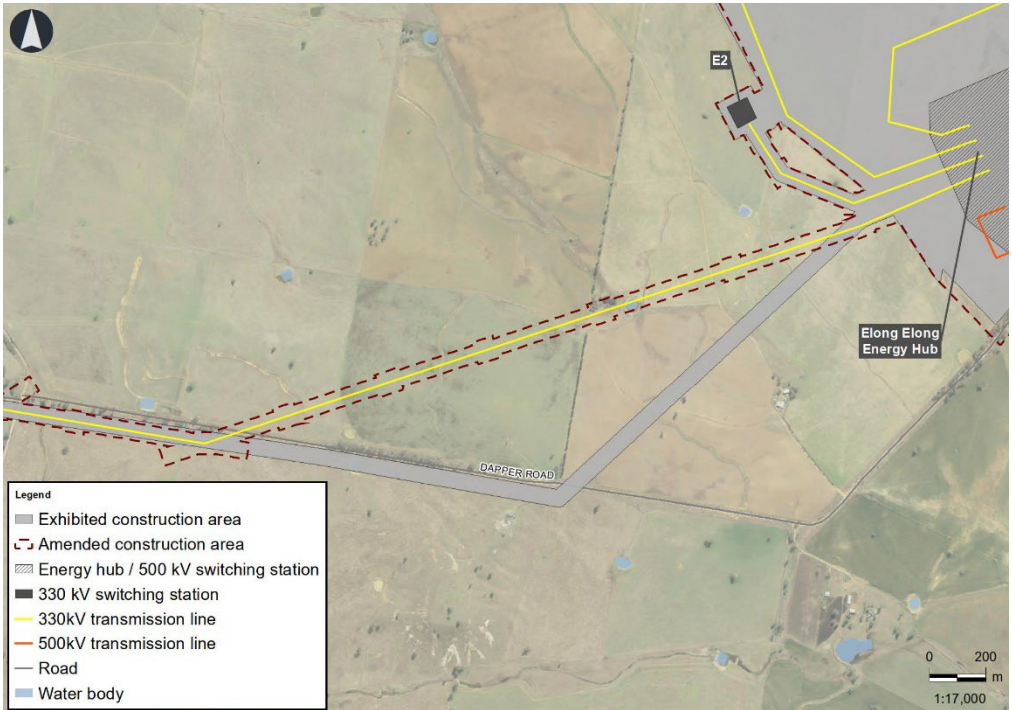 E2
Elong Elong
Energy Hub
DAPPER ROAD
Legend
Exhibited construction area
Amended construction area
Energy hub / 500 kV switching station
330 kV switching station
330kV transmission line
500kV transmission line
Road
Water body
0 200
m
1:17,000